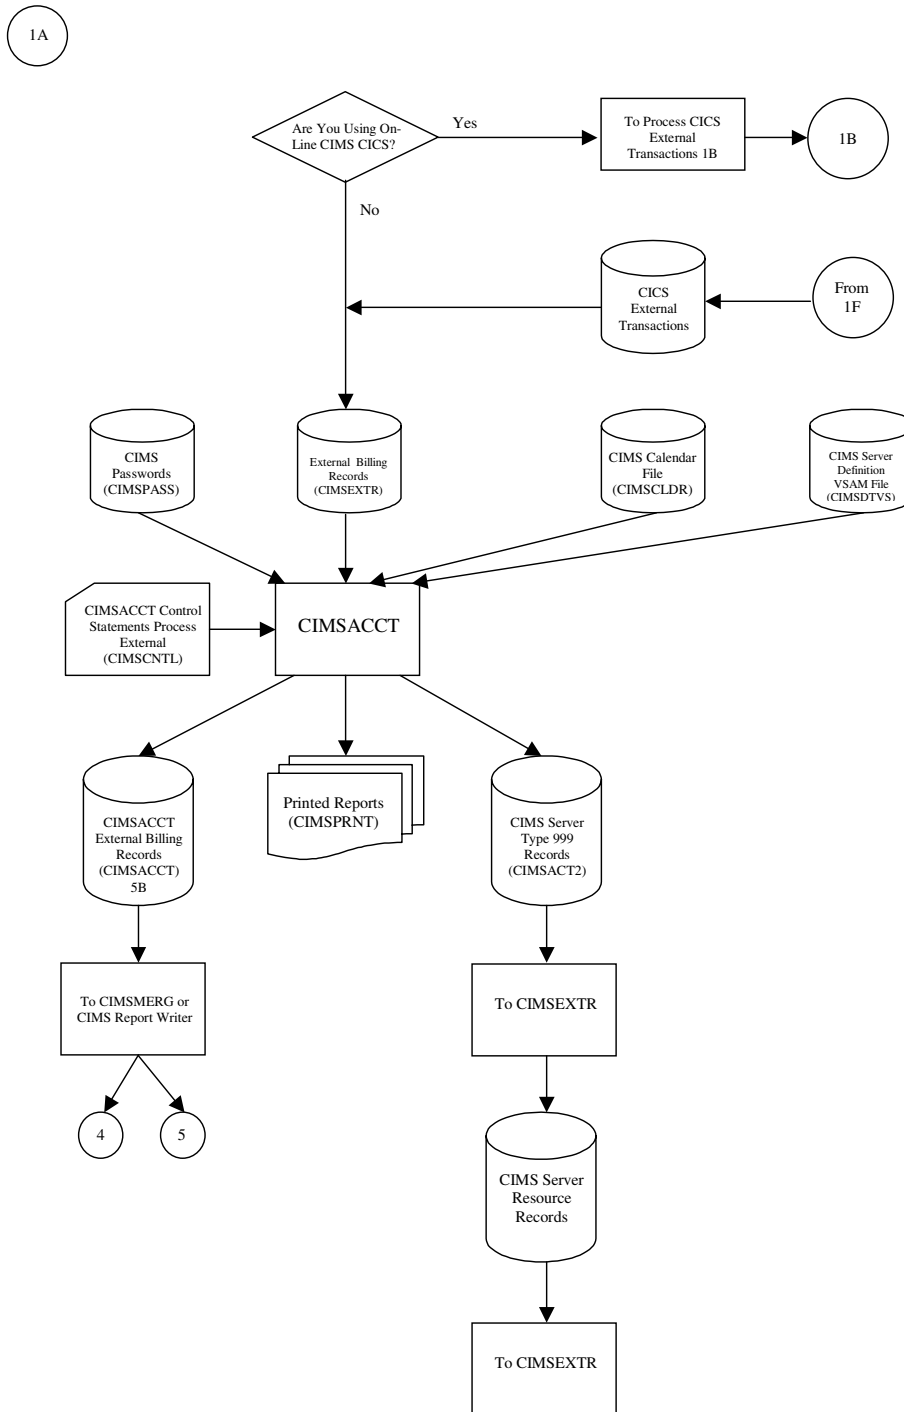 1A
Are You Using On-
Line CIMS CICS?
Yes
To Process CICS
External
Transactions 1B
1B
No
CICS
External
Transactions
From
1F
CIMS
Passwords
(CIMSPASS)
External Billing
Records
(CIMSEXTR)
CIMS Calendar
File
(CIMSCLDR)
CIMS Server
Definition
VSAM File
(CIMSDTVS)
CIMSACCT Control
Statements Process
External
(CIMSCNTL)
CIMSACCT
CIMSACCT
External Billing
Records
(CIMSACCT)
5B
Printed Reports
(CIMSPRNT)
CIMS Server
Type 999
Records
(CIMSACT2)
To CIMSMERG or
CIMS Report Writer
To CIMSEXTR
4
5
CIMS Server
Resource
Records
To CIMSEXTR